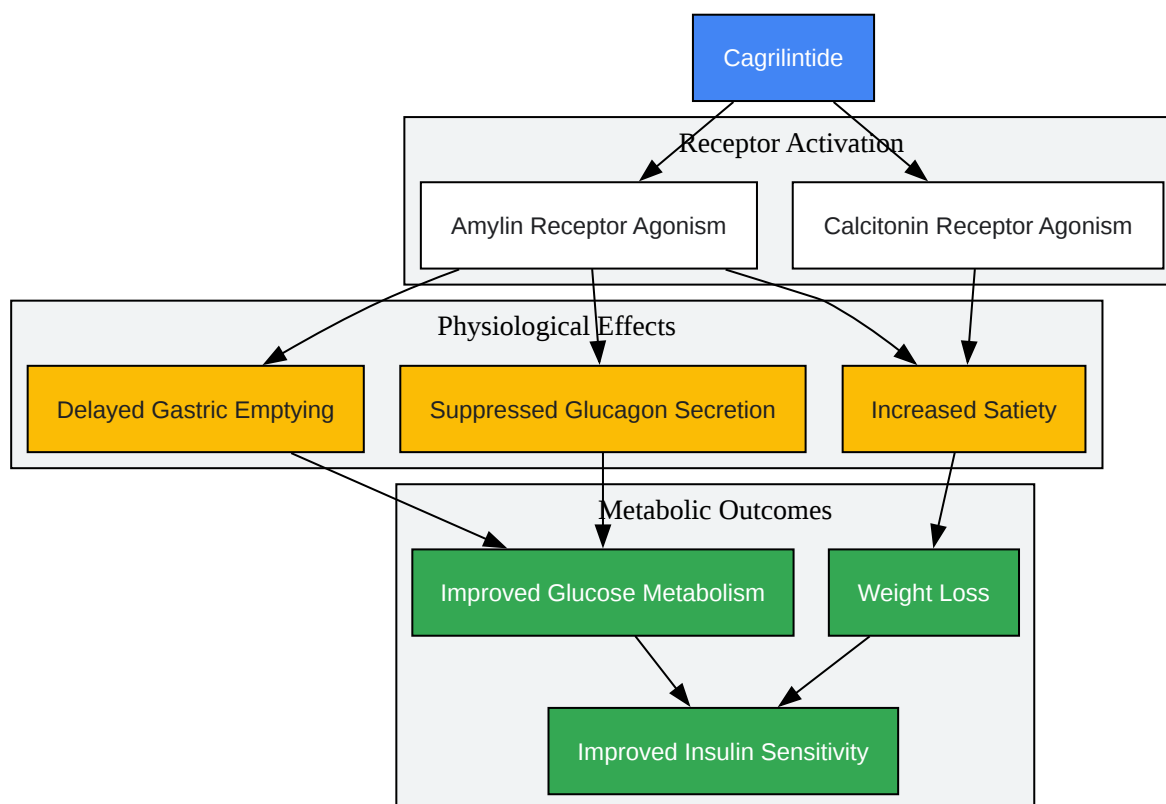 Cagrilintide
Receptor Activation
Amylin Receptor Agonism
Calcitonin Receptor Agonism
Physiological Effects
Delayed Gastric Emptying
Suppressed Glucagon Secretion
Increased Satiety
Metabolic Outcomes
Improved Glucose Metabolism
Weight Loss
Improved Insulin Sensitivity